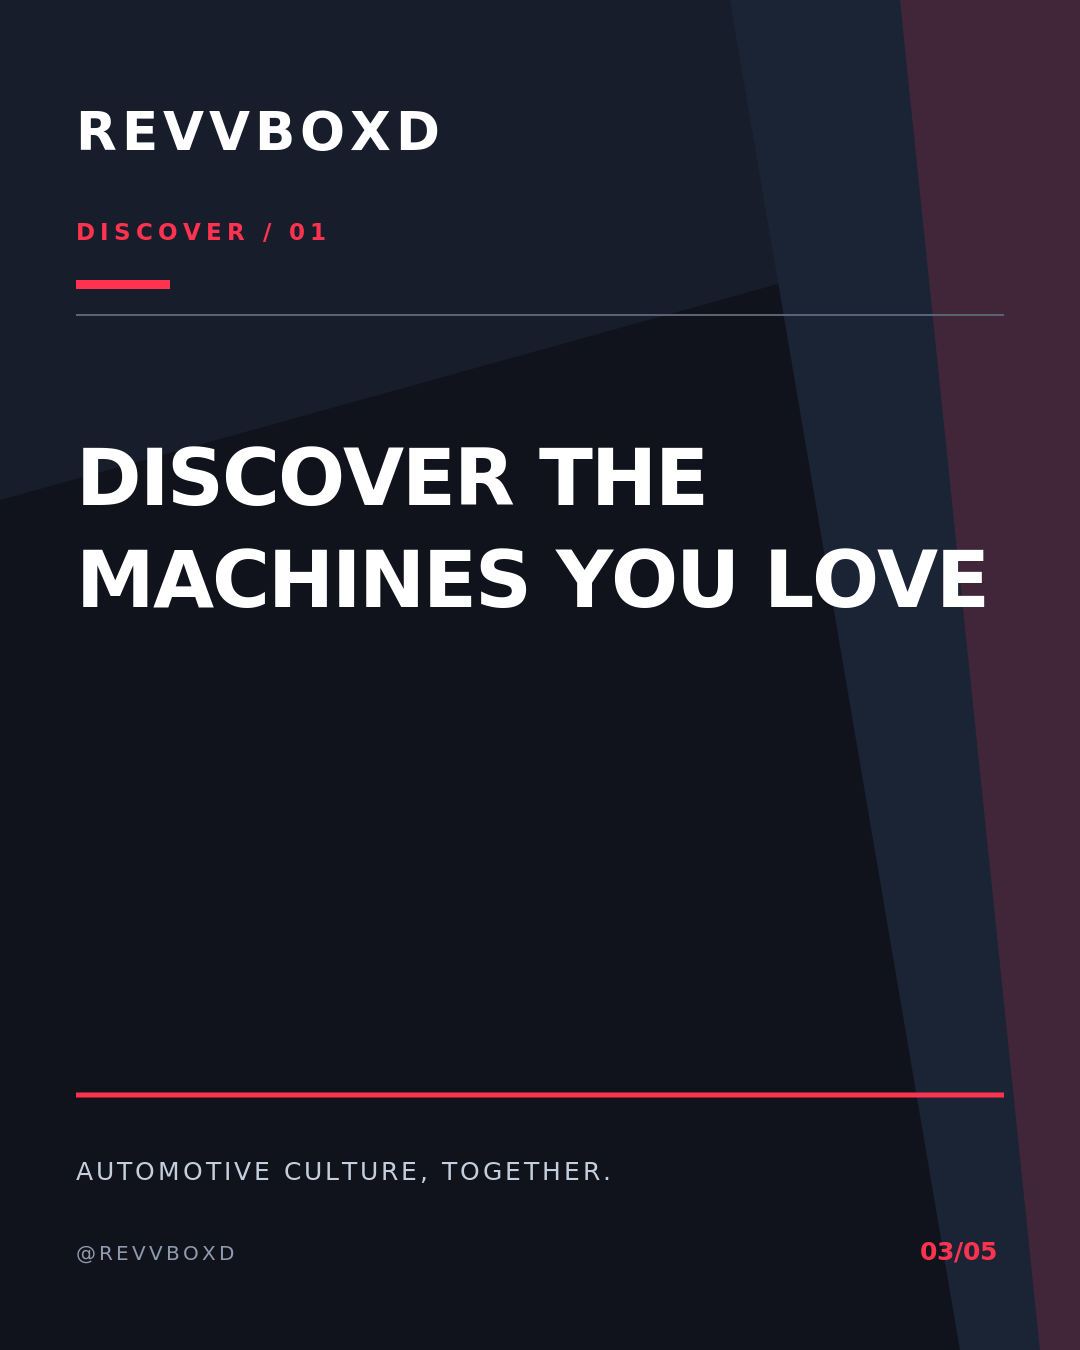 REVVBOXD
DISCOVER / 01
DISCOVER THE
MACHINES YOU LOVE
AUTOMOTIVE CULTURE, TOGETHER.
@REVVBOXD
03/05